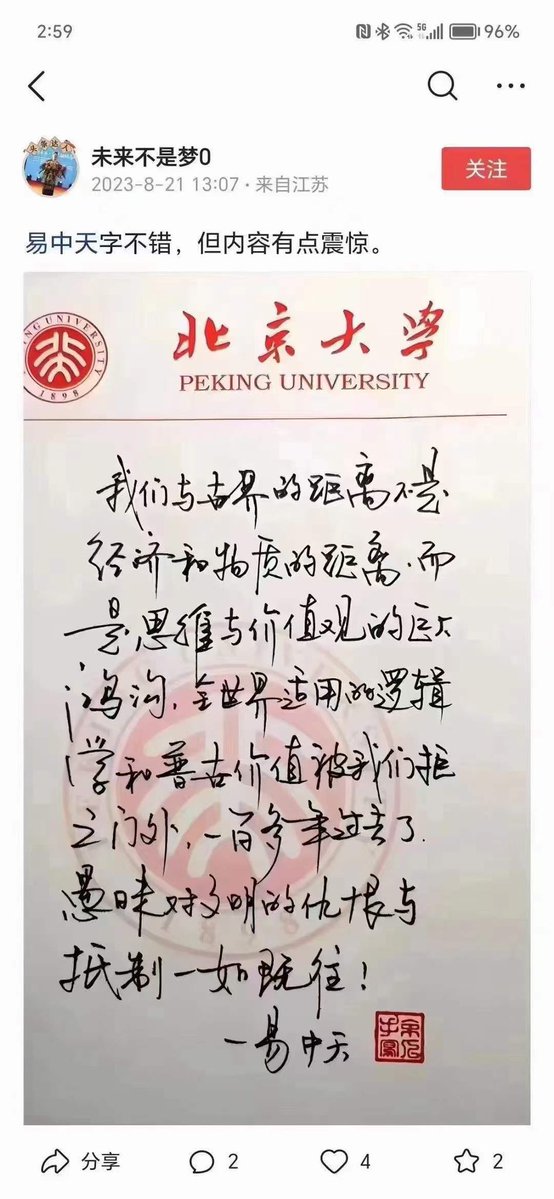 2:59
5G
96%
未来不是梦0
2023-8-21 13:07 · 来自江苏
关注
易中天字不错，但内容有点震惊。
KING UNIVERSITY
1898
北京大学
PEKING UNIVERSITY
我们与世界的距离不是
经济和物质的距离.而
是思维与价值观的巨大
鸿沟.全世界适用的逻辑
学和普世价值被我们拒
之门外.一百多年过去了.
愚昧对文明的仇恨与
抵制一如既往！
—易中天
分享
2
4
2